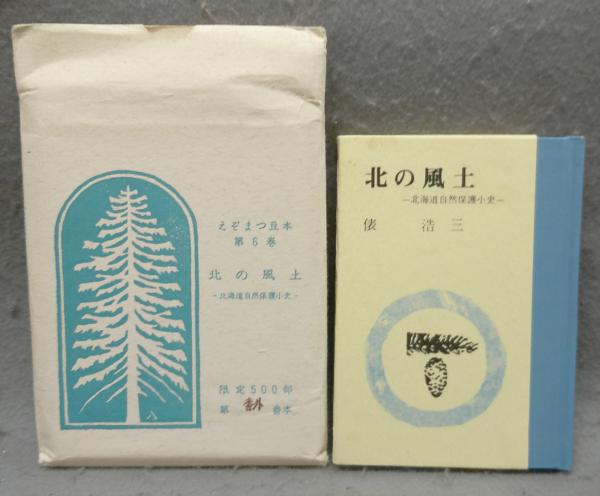 えぞまつ豆本
第6巻
北の風土
-北海道自然保護小史-
限定500部
第 番外 番本
北の風土
―北海道自然保護小史―
俵 浩三